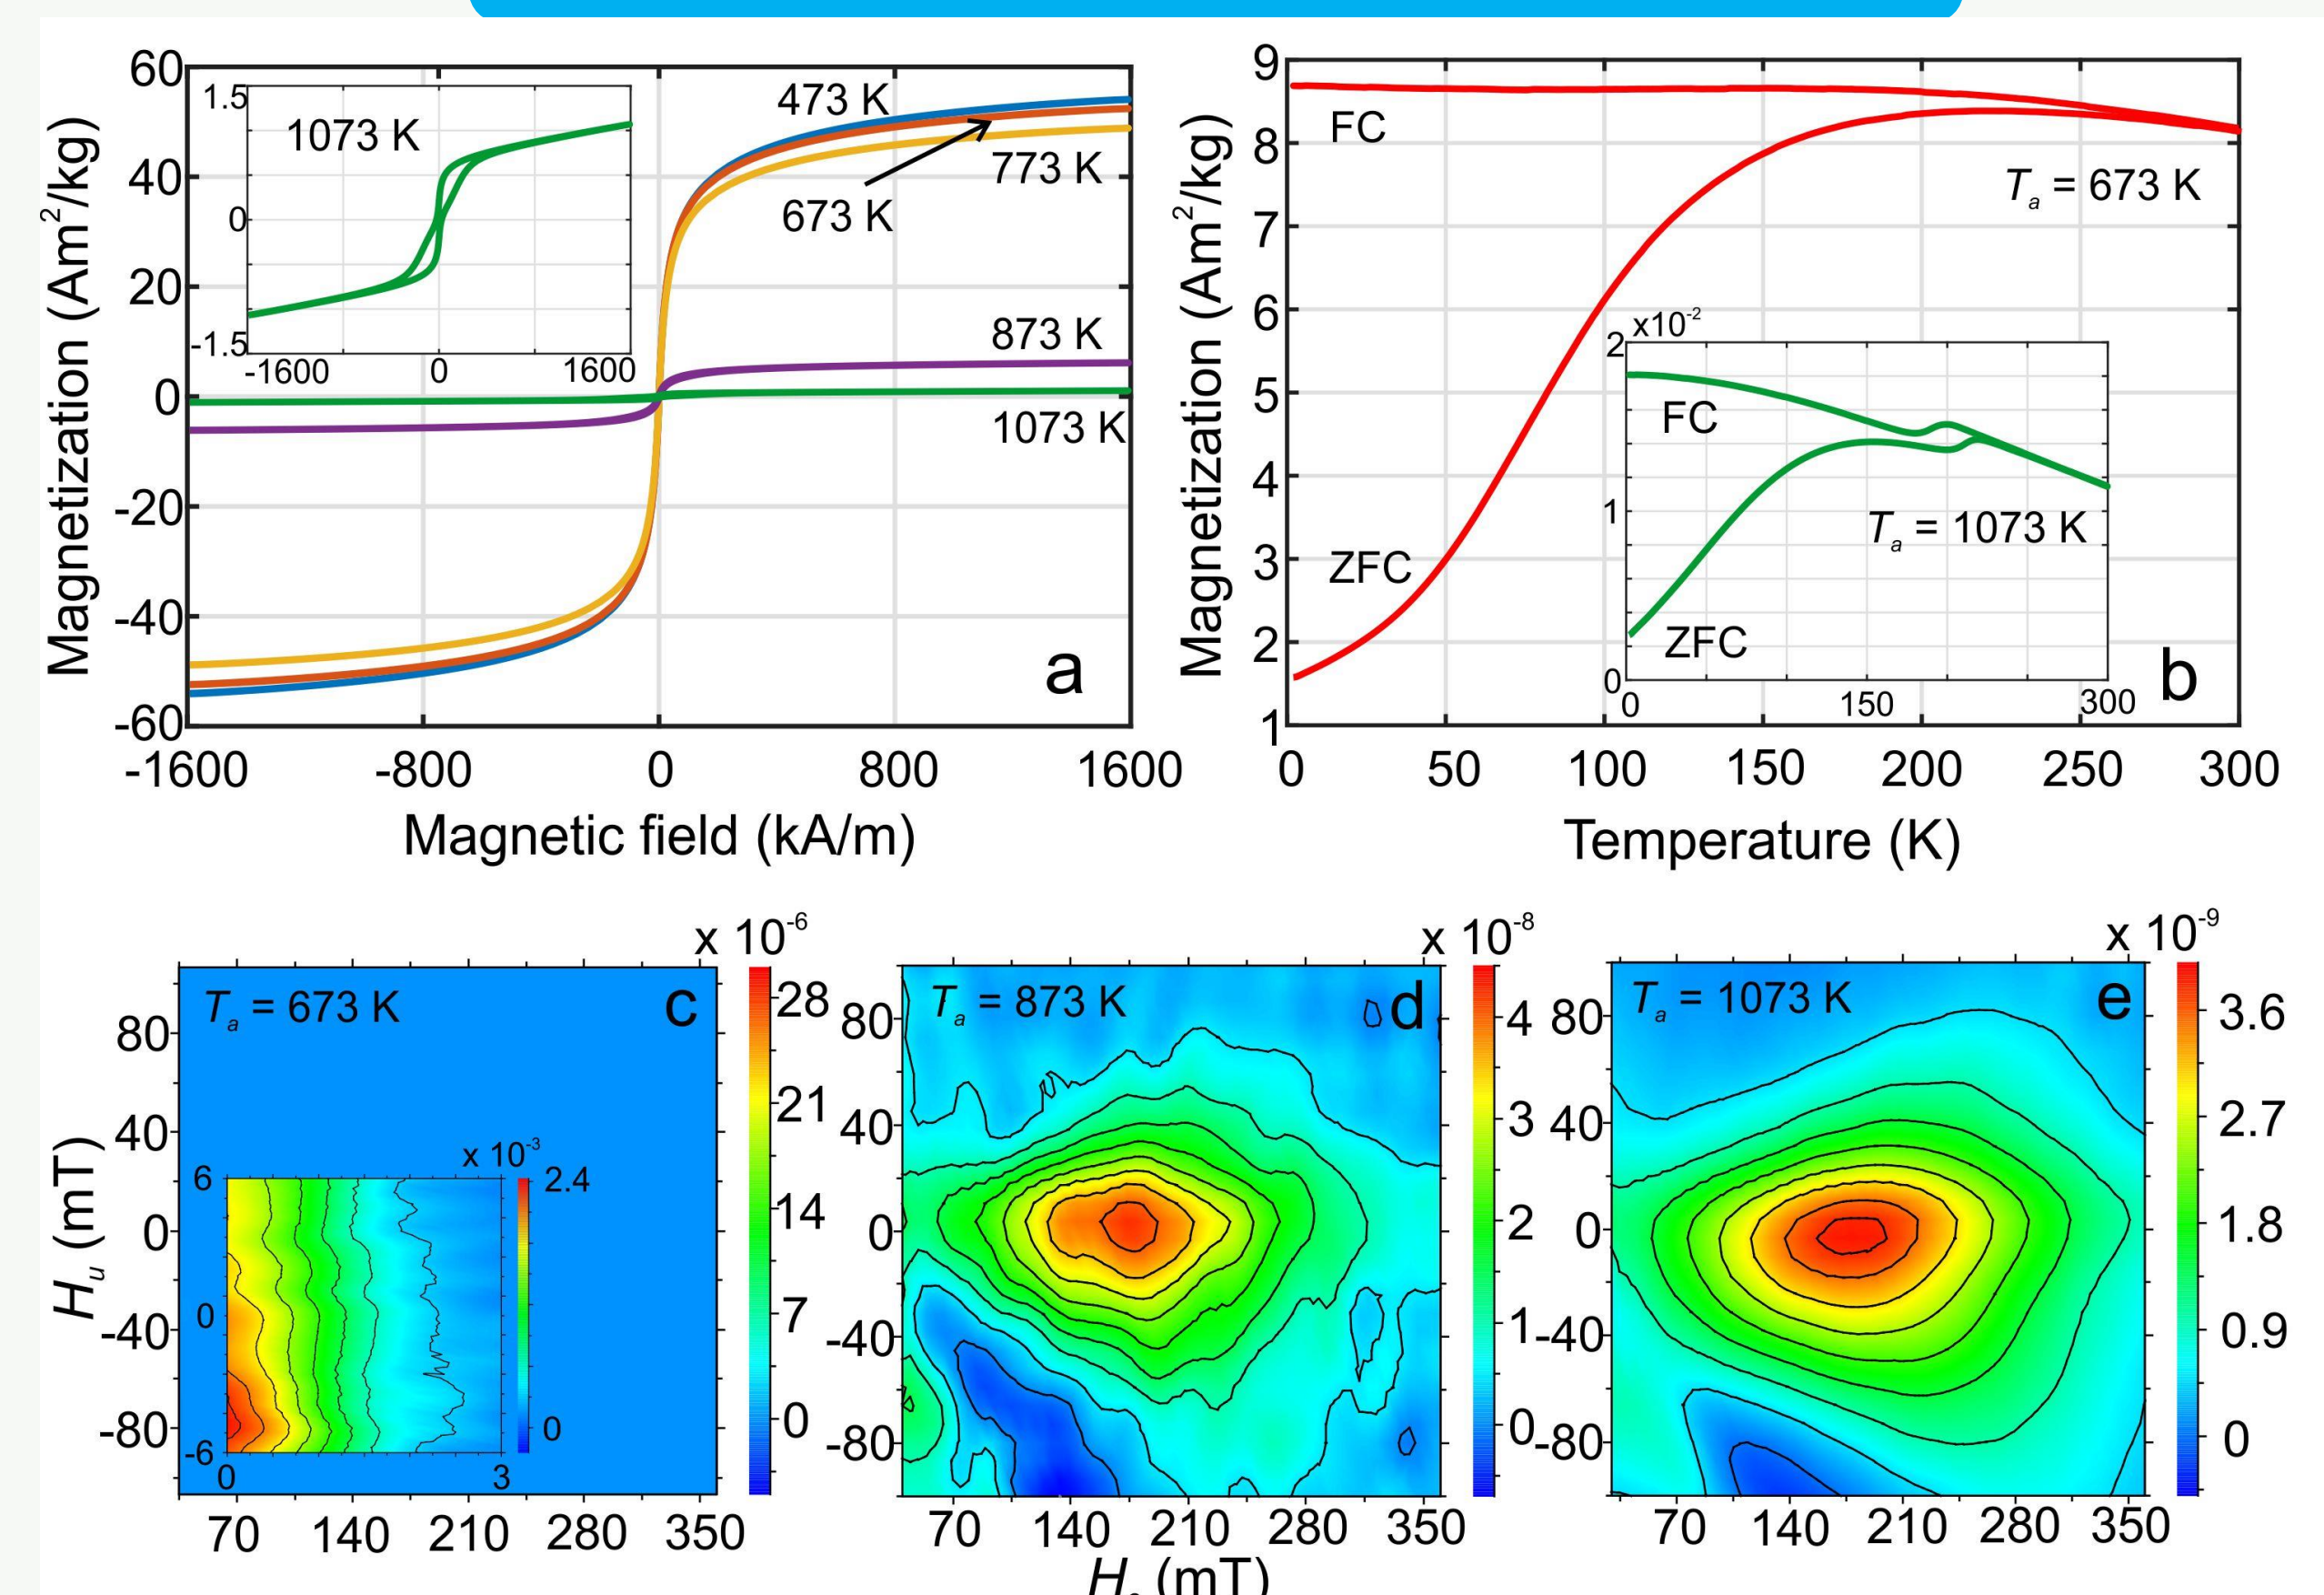 60
40
20
0
-20
-40
-60
-1600
-800
0
800
1600
Magnetization (Am²/kg)
Magnetic field (kA/m)
1.5
0
-1.5
-1600
0
1600
1073 K
473 K
773 K
673 K
873 K
1073 K
a
9
8
7
6
5
4
3
2
1
0
50
100
150
200
250
300
Magnetization (Am²/kg)
Temperature (K)
FC
ZFC
Tₐ = 673 K
x10⁻²
2
1
0
0
150
300
FC
ZFC
Tₐ = 1073 K
b
Tₐ = 673 K
c
x 10⁻⁶
28
21
14
7
0
80
40
0
-40
-80
Hᵤ (mT)
70
140
210
280
350
6
0
-6
0
3
x 10⁻³
2.4
0
Tₐ = 873 K
d
x 10⁻⁸
4
3
2
1
0
80
40
0
-40
-80
70
140
210
280
350
Tₐ = 1073 K
e
x 10⁻⁹
3.6
2.7
1.8
0.9
0
80
40
0
-40
-80
70
140
210
280
350
(mT)